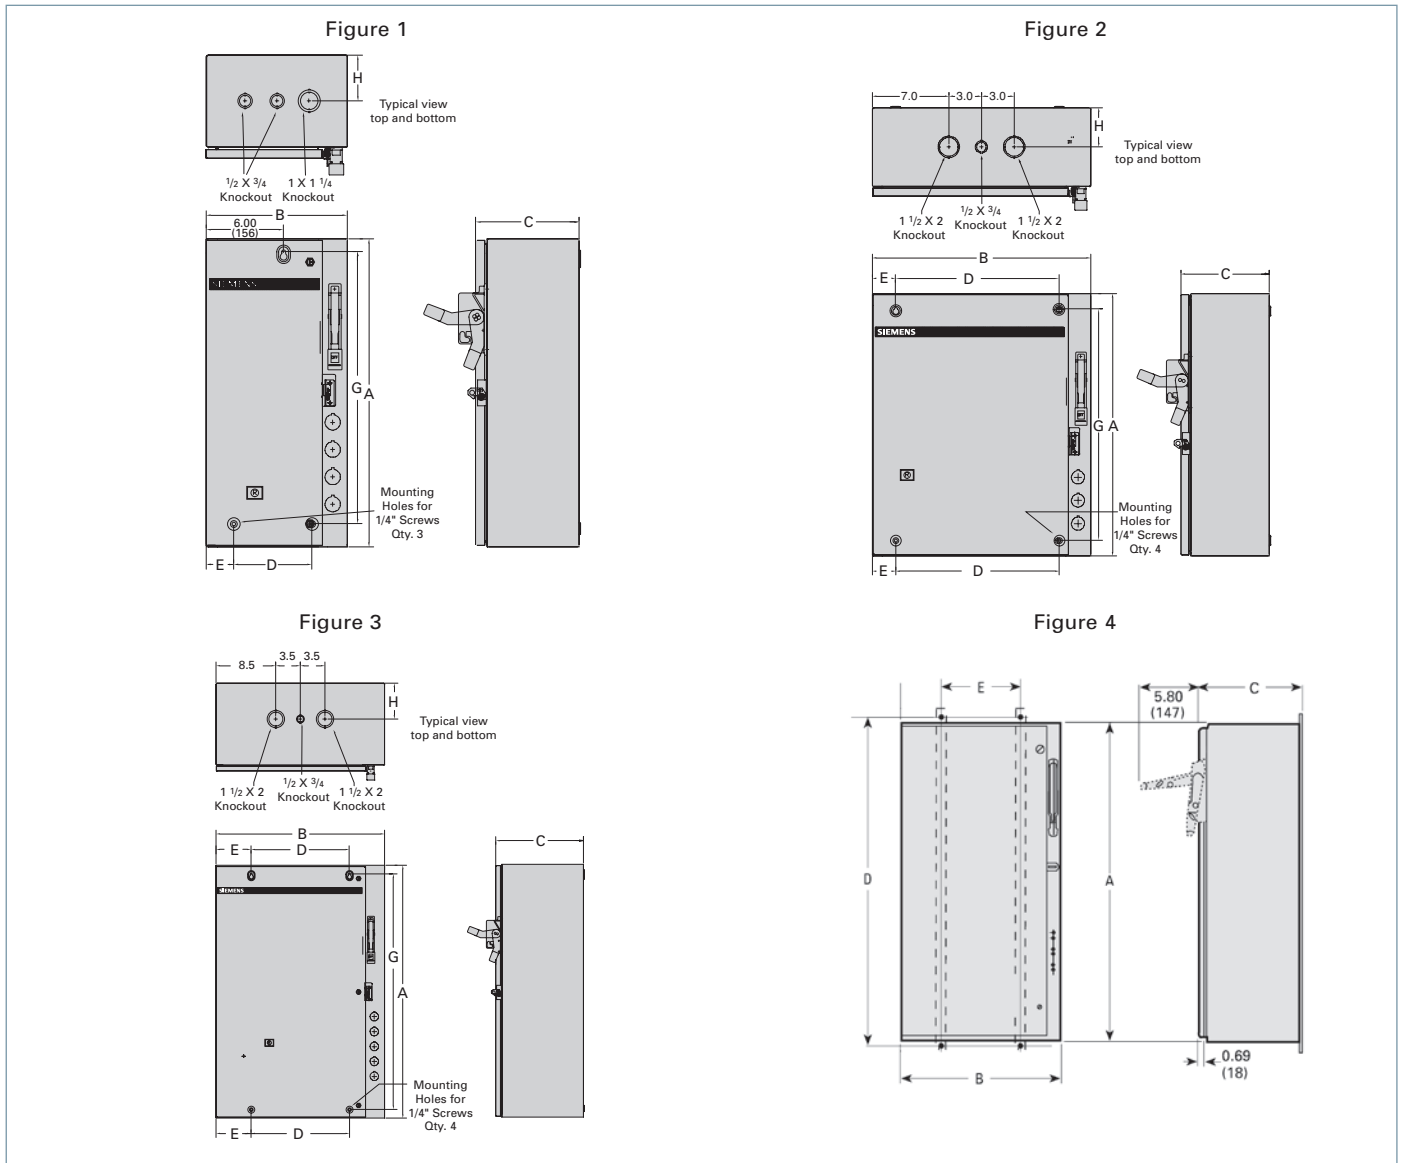 Figure 1
H
Typical view
top and bottom
1/2 X 3/4
Knockout
1 X 1 1/4
Knockout
B
6.00
(156)
C
SIEMENS
G
A
Mounting
Holes for
1/4" Screws
Qty. 3
E
D
Figure 2
7.0
3.0
3.0
H
Typical view
top and bottom
1 1/2 X 2
Knockout
1/2 X 3/4
Knockout
1 1/2 X 2
Knockout
B
E
D
C
SIEMENS
G
A
Mounting
Holes for
1/4" Screws
Qty. 4
E
D
Figure 3
8.5
3.5
3.5
H
Typical view
top and bottom
1 1/2 X 2
Knockout
1/2 X 3/4
Knockout
1 1/2 X 2
Knockout
B
E
D
C
SIEMENS
G
A
Mounting
Holes for
1/4" Screws
Qty. 4
E
D
Figure 4
E
5.80
(147)
C
D
A
B
0.69
(18)